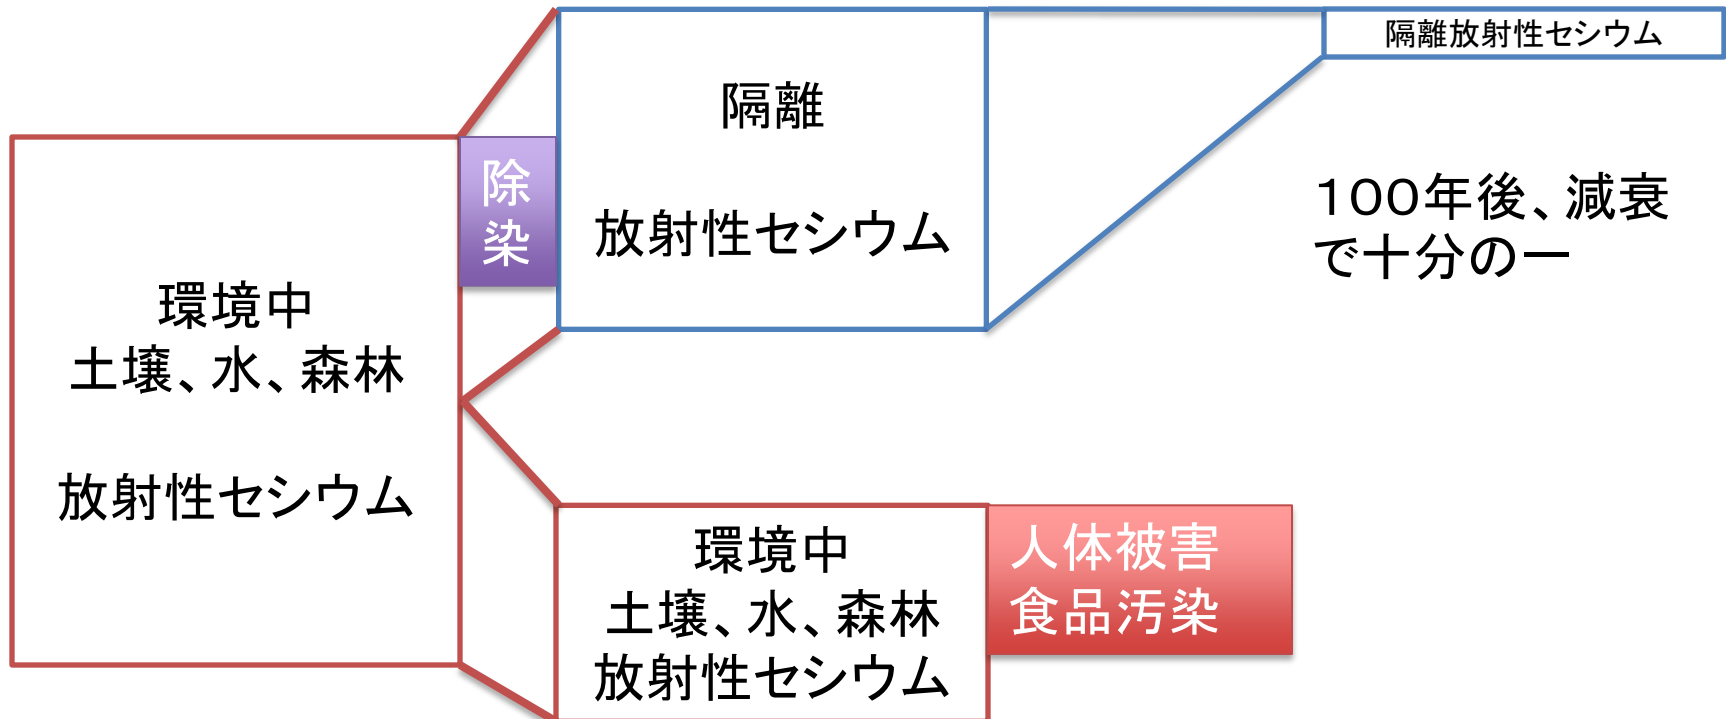 環境中
土壌、水、森林
放射性セシウム
除
染
隔離
放射性セシウム
隔離放射性セシウム
１００年後、減衰
で十分の一
環境中
土壌、水、森林
放射性セシウム
人体被害
食品汚染